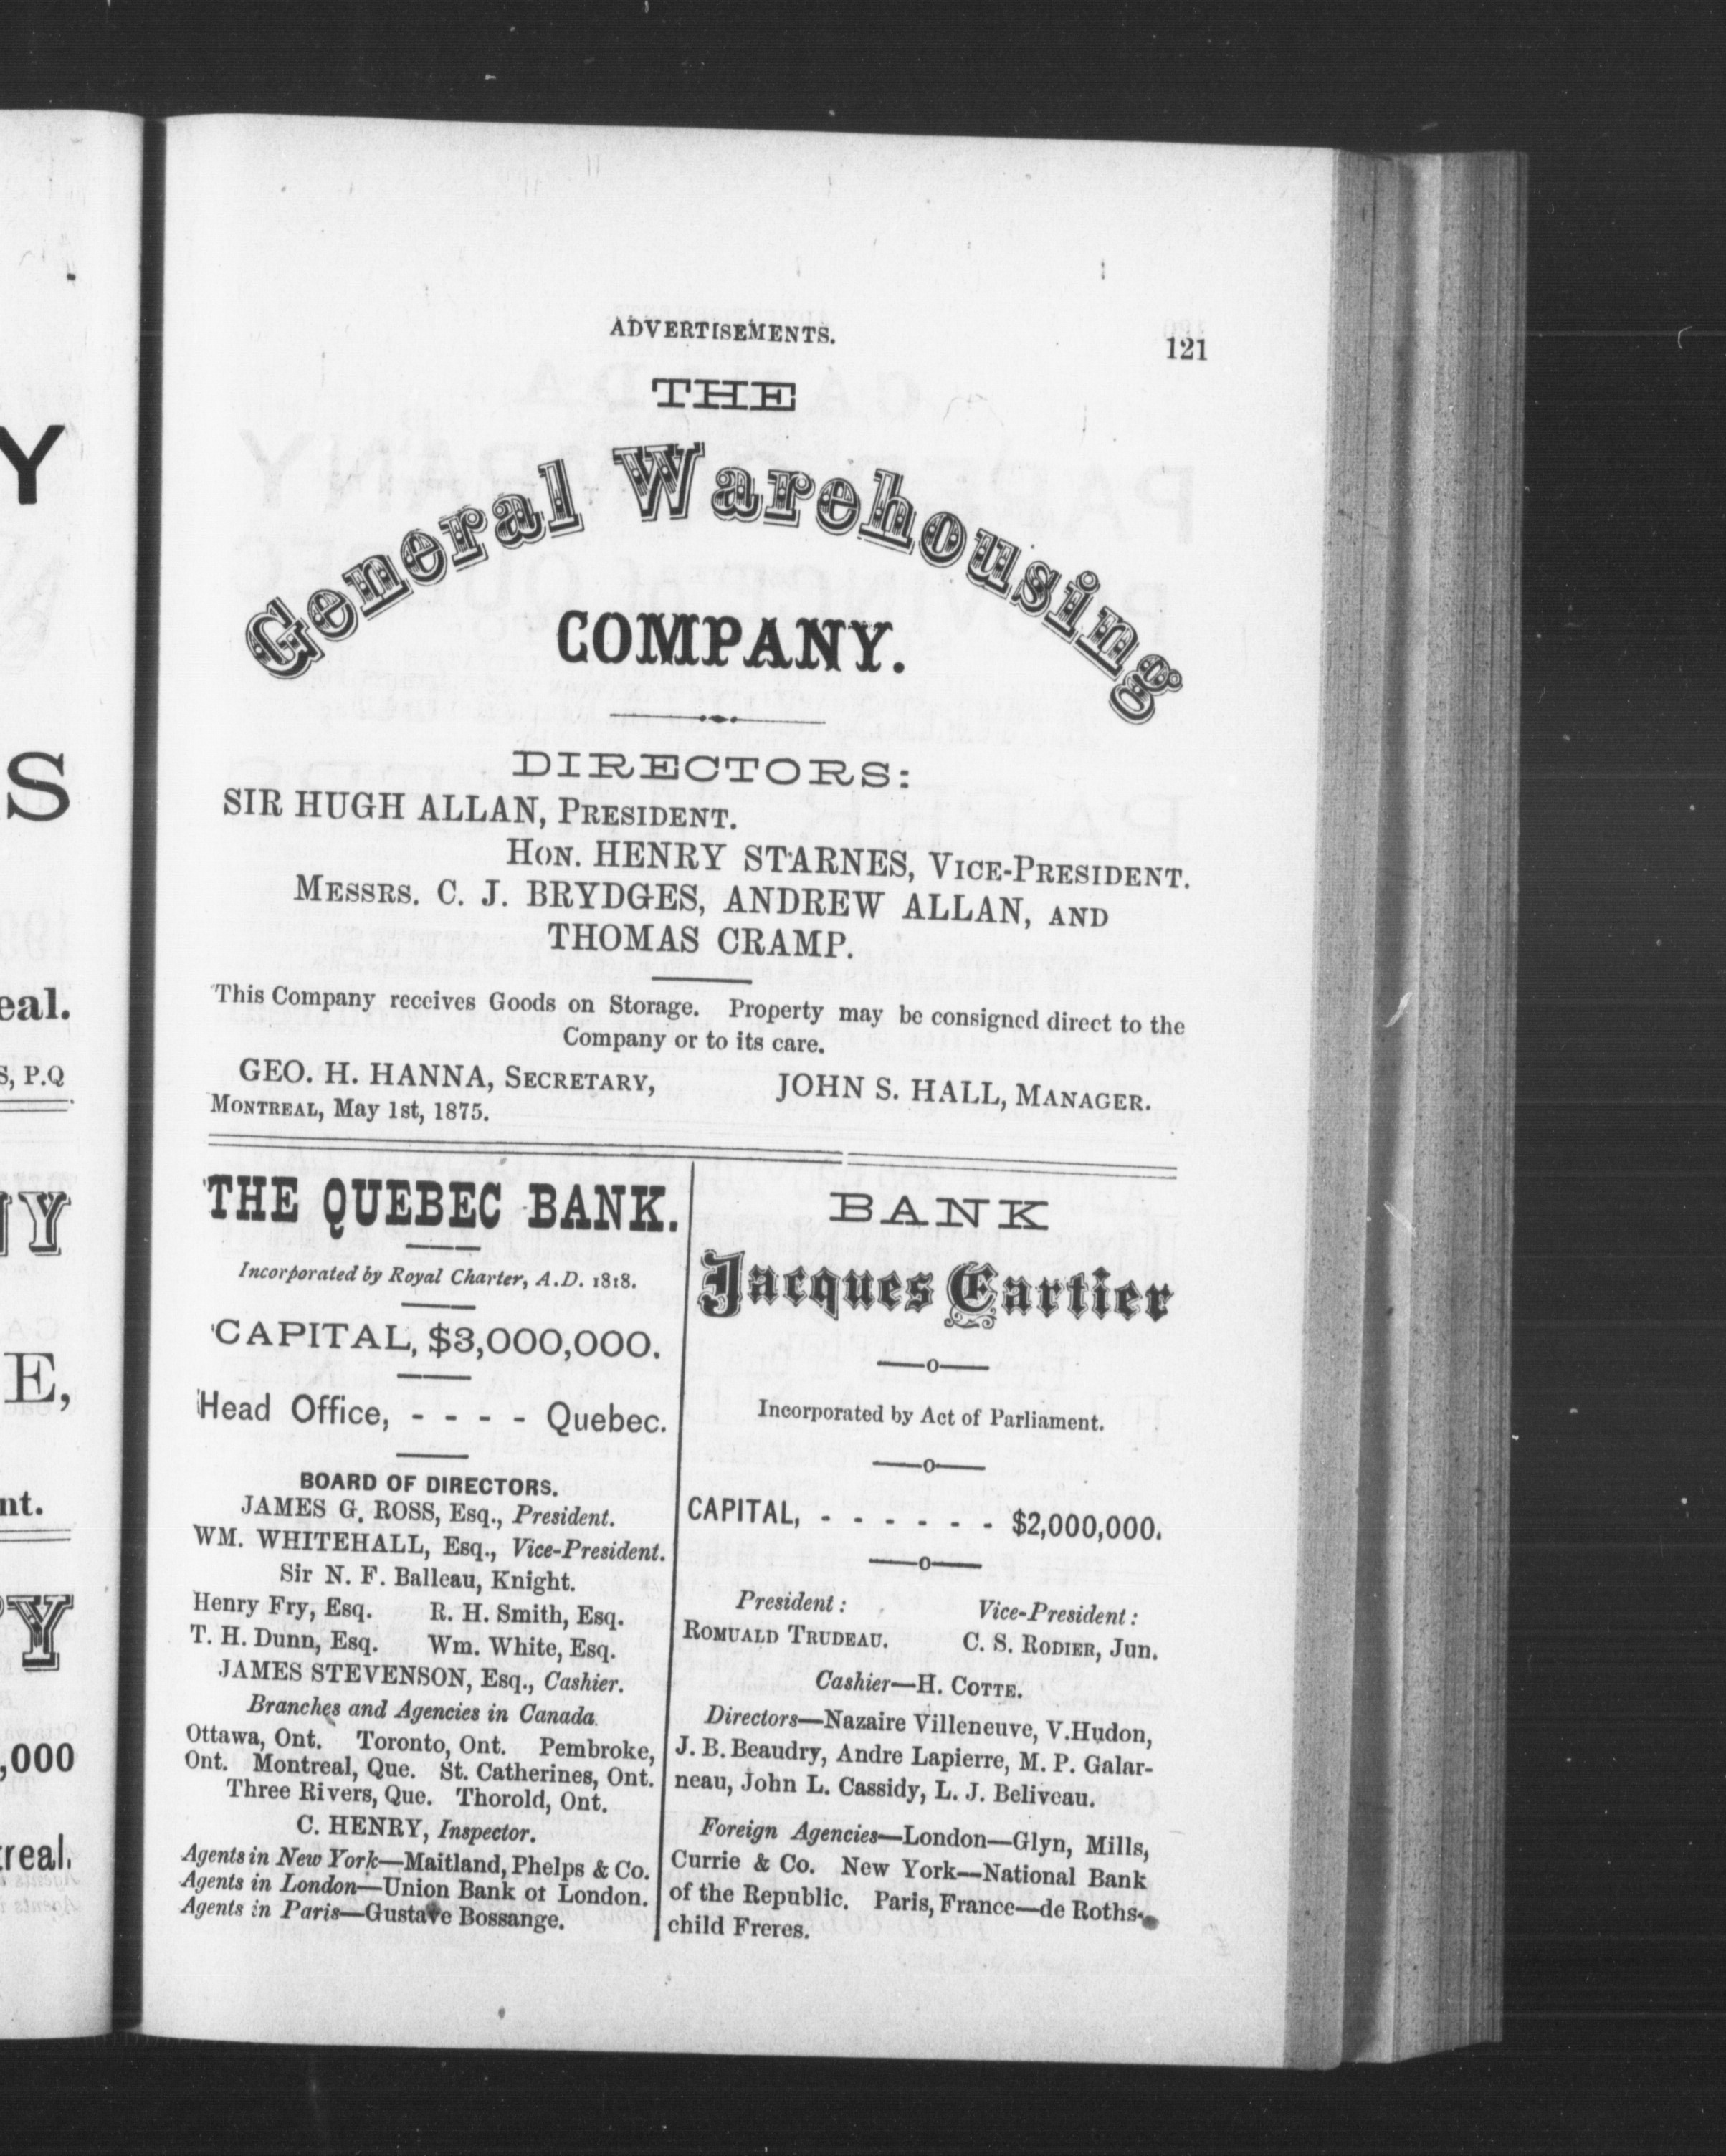 ADVERTISEMENTS.
121
THE
General Warehousing
COMPANY.
DIRECTORS:
SIR HUGH ALLAN, PRESIDENT.
HON. HENRY STARNES, VICE-PRESIDENT.
MESSRS. C. J. BRYDGES, ANDREW ALLAN, AND
THOMAS CRAMP.
This Company receives Goods on Storage. Property may be consigned direct to the
Company or to its care.
GEO. H. HANNA, SECRETARY,
JOHN S. HALL, MANAGER.
MONTREAL, May 1st, 1875.
THE QUEBEC BANK.
Incorporated by Royal Charter, A.D. 1818.
CAPITAL, $3,000,000.
Head Office, - - - - Quebec.
BOARD OF DIRECTORS.
JAMES G. ROSS, Esq., President.
WM. WHITEHALL, Esq., Vice-President.
Sir N. F. Balleau, Knight.
Henry Fry, Esq. R. H. Smith, Esq.
T. H. Dunn, Esq. Wm. White, Esq.
JAMES STEVENSON, Esq., Cashier.
Branches and Agencies in Canada.
Ottawa, Ont. Toronto, Ont. Pembroke,
Ont. Montreal, Que. St. Catherines, Ont.
Three Rivers, Que. Thorold, Ont.
C. HENRY, Inspector.
Agents in New York—Maitland, Phelps & Co.
Agents in London—Union Bank of London.
Agents in Paris—Gustave Bossange.
BANK
Jacques Cartier
—o—
Incorporated by Act of Parliament.
—o—
CAPITAL, - - - - - - $2,000,000.
—o—
President: Vice-President:
ROMUALD TRUDEAU. C. S. RODIER, Jun.
Cashier—H. COTTE.
Directors—Nazaire Villeneuve, V. Hudon,
J. B. Beaudry, Andre Lapierre, M. P. Galar-
neau, John L. Cassidy, L. J. Beliveau.
Foreign Agencies—London—Glyn, Mills,
Currie & Co. New York—National Bank
of the Republic. Paris, France—de Roths-
child Freres.